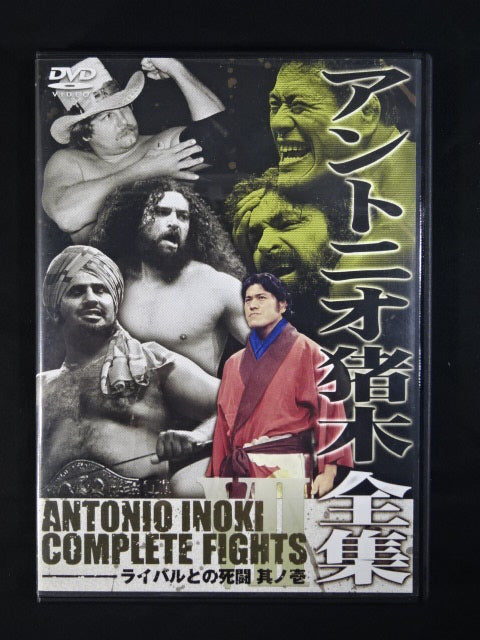 DVD
VIDEO
アントニオ猪木
全集
VII
ANTONIO INOKI
COMPLETE FIGHTS
ライバルとの死闘 其ノ壱